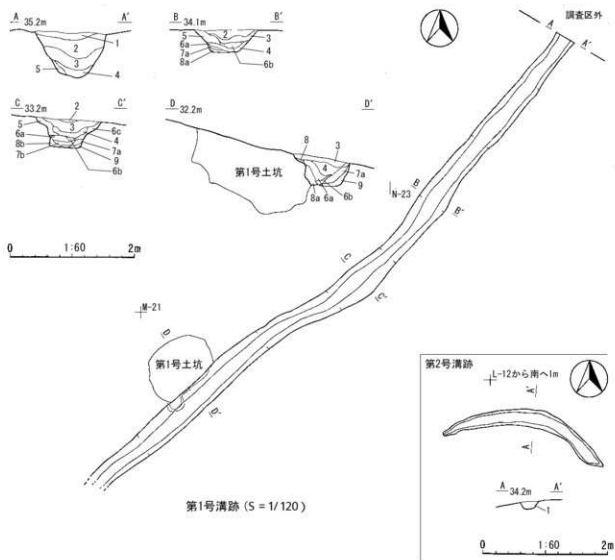 A 35.2m A'
1
2
3
5
4
B 34.1m B'
5
2
3
6a
7a
8a
4
6b
調査区外
A
A'
C 33.2m C'
5
2
3
6c
6a
4
8b
7a
7b
9
6b
D 32.2m D'
8
3
第1号土坑
4
7a
9
8a
6a
6b
B
N-23
B'
0 1:60 2m
C
C'
M-21
D
第1号土坑
D'
第1号溝跡 (S = 1/120)
第2号溝跡
L-12から南へ1m
A'
A
A 34.2m A'
1
0 1:60 2m